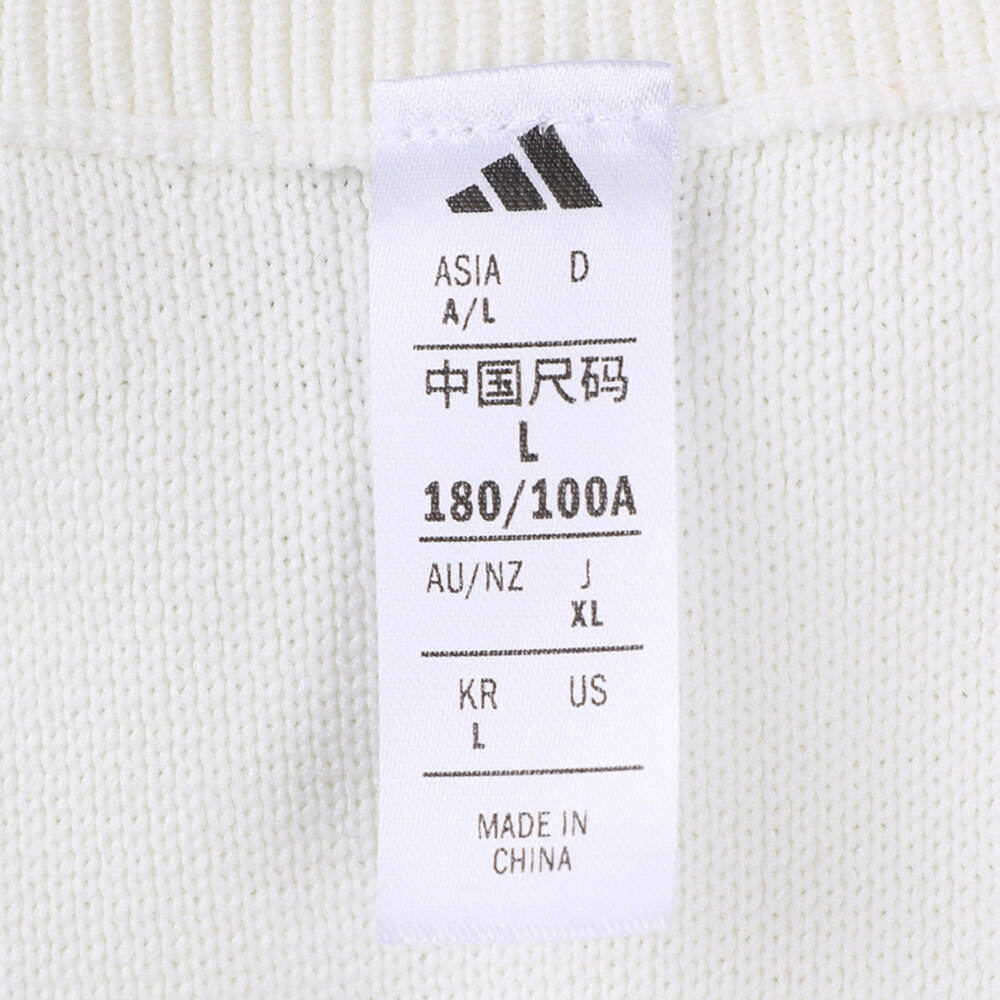 ASIA D
A/L
中国尺码
L
180/100A
AU/NZ J
XL
KR US
L
MADE IN
CHINA